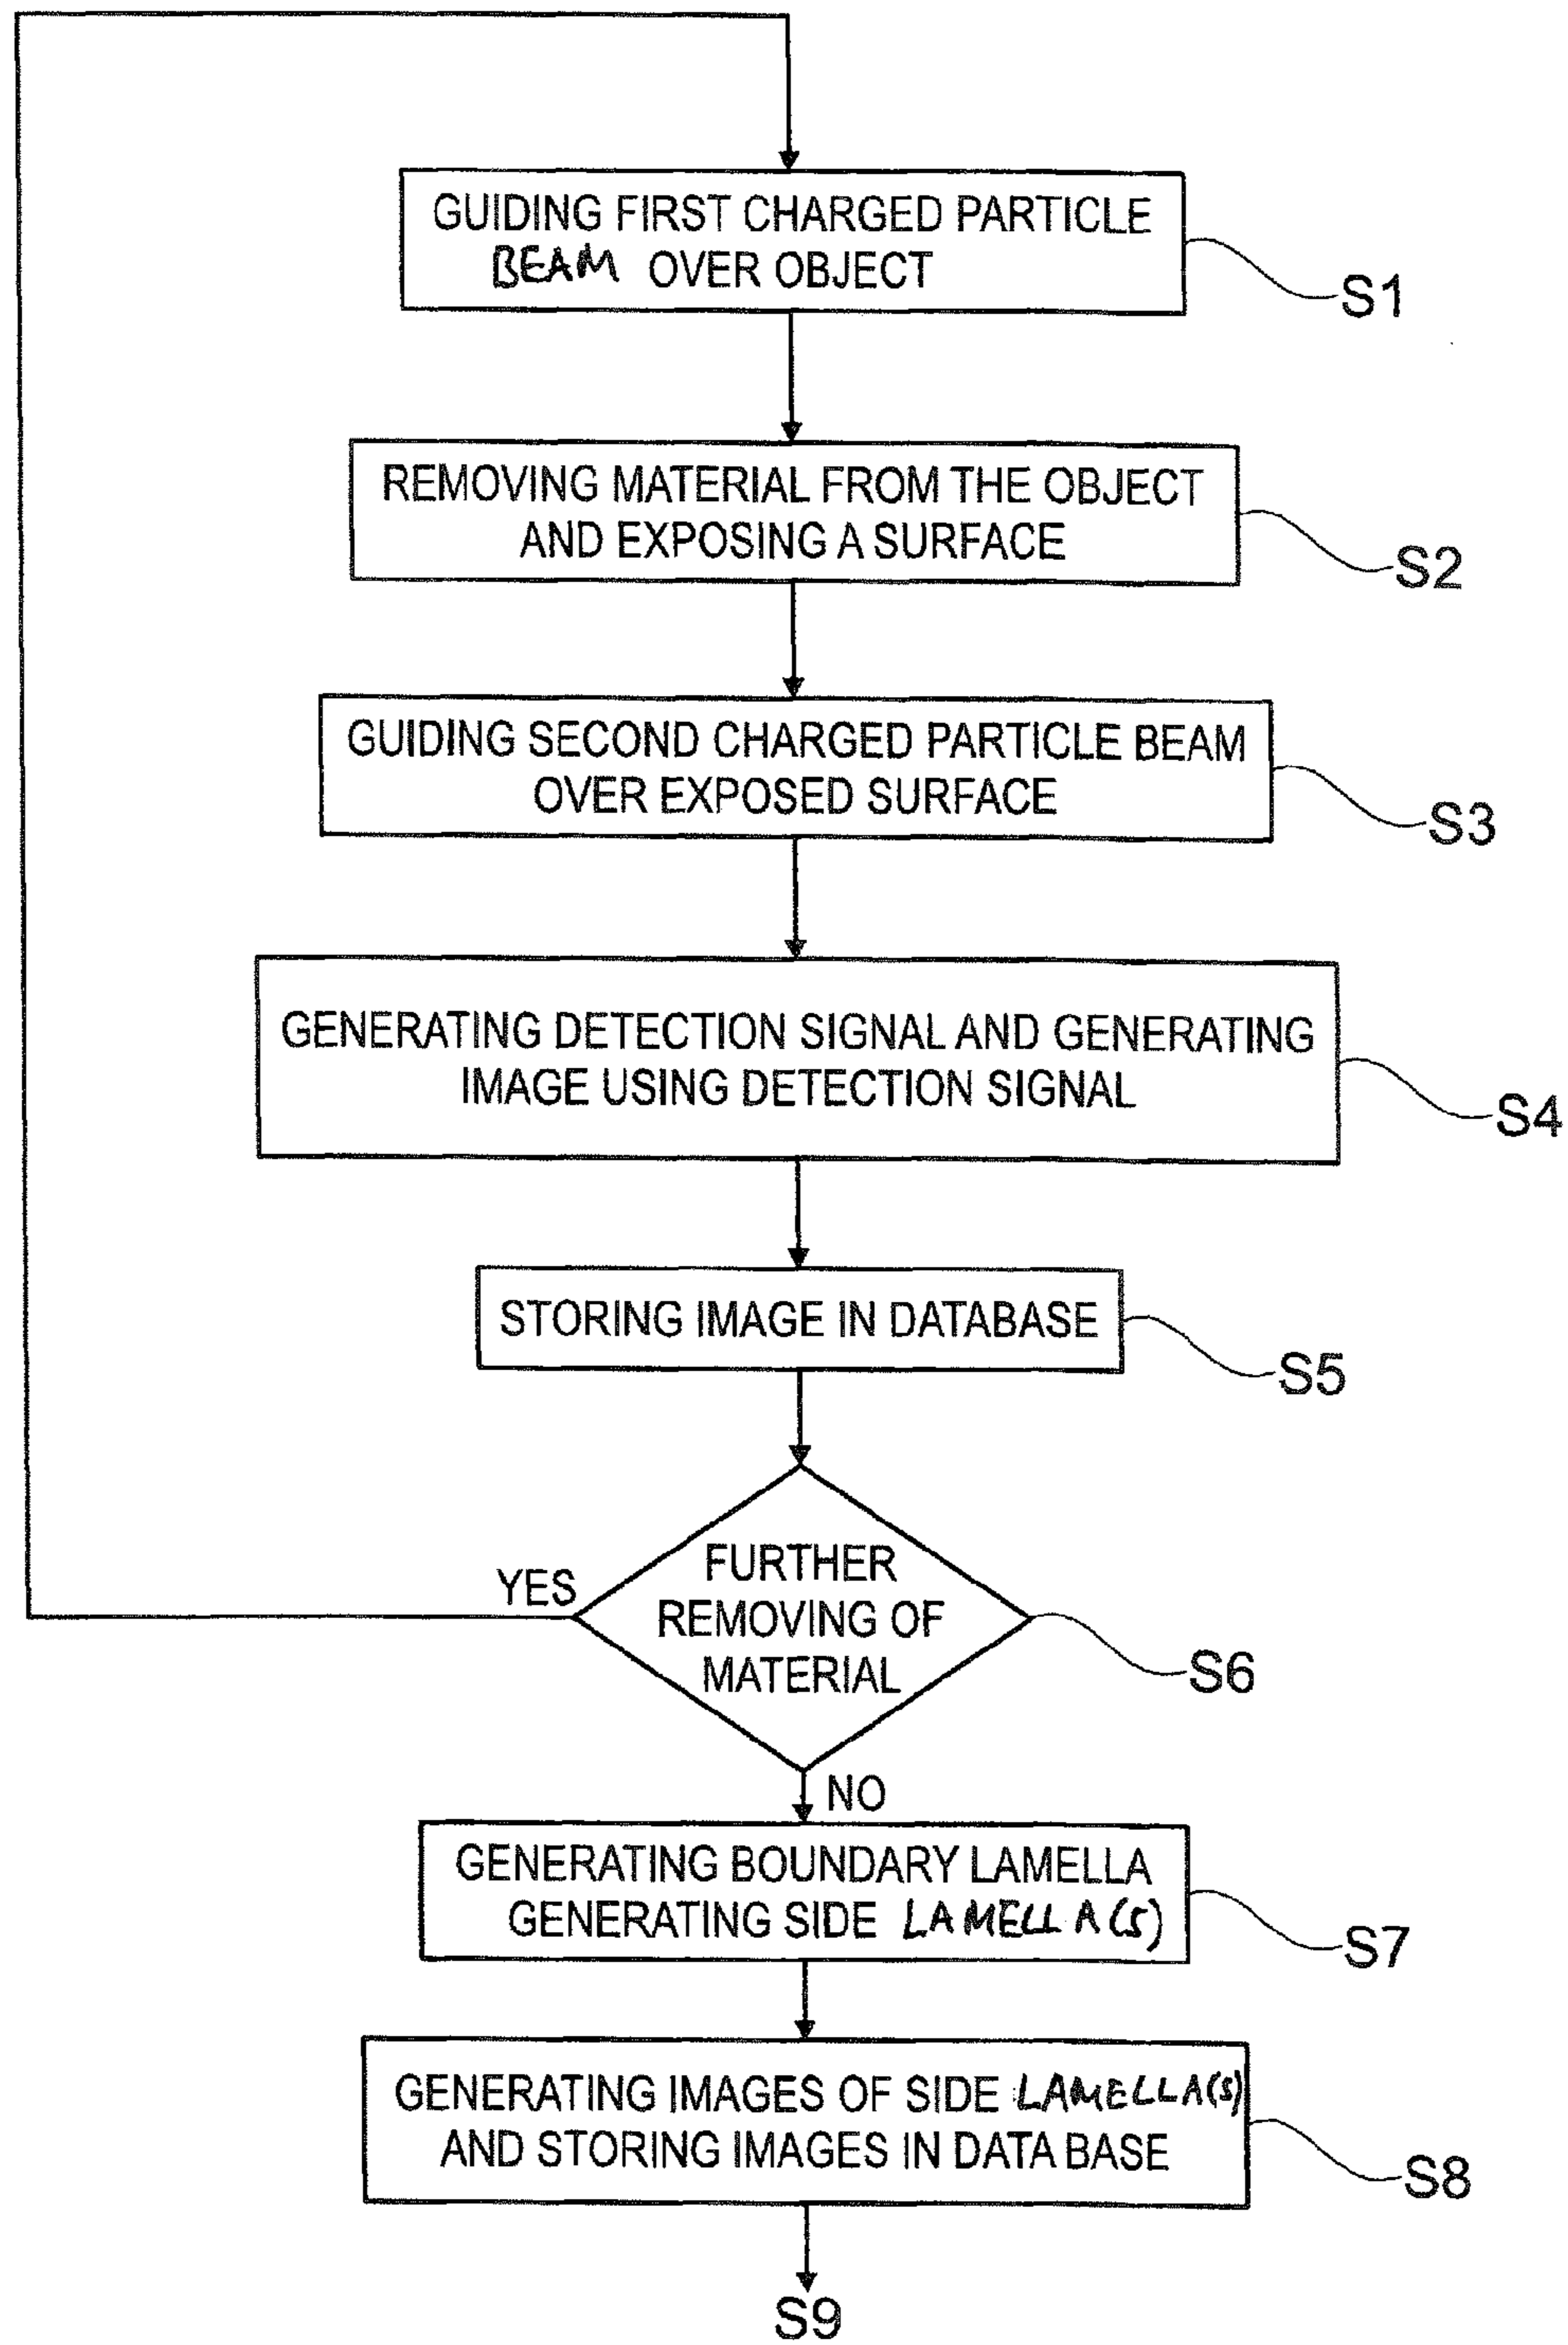 GUIDING FIRST CHARGED PARTICLE
BEAM OVER OBJECT
S1
REMOVING MATERIAL FROM THE OBJECT
AND EXPOSING A SURFACE
S2
GUIDING SECOND CHARGED PARTICLE BEAM
OVER EXPOSED SURFACE
S3
GENERATING DETECTION SIGNAL AND GENERATING
IMAGE USING DETECTION SIGNAL
S4
STORING IMAGE IN DATABASE
S5
YES
FURTHER
REMOVING OF
MATERIAL
S6
NO
GENERATING BOUNDARY LAMELLA
GENERATING SIDE LAMELLA(S)
S7
GENERATING IMAGES OF SIDE LAMELLA(S)
AND STORING IMAGES IN DATA BASE
S8
S9